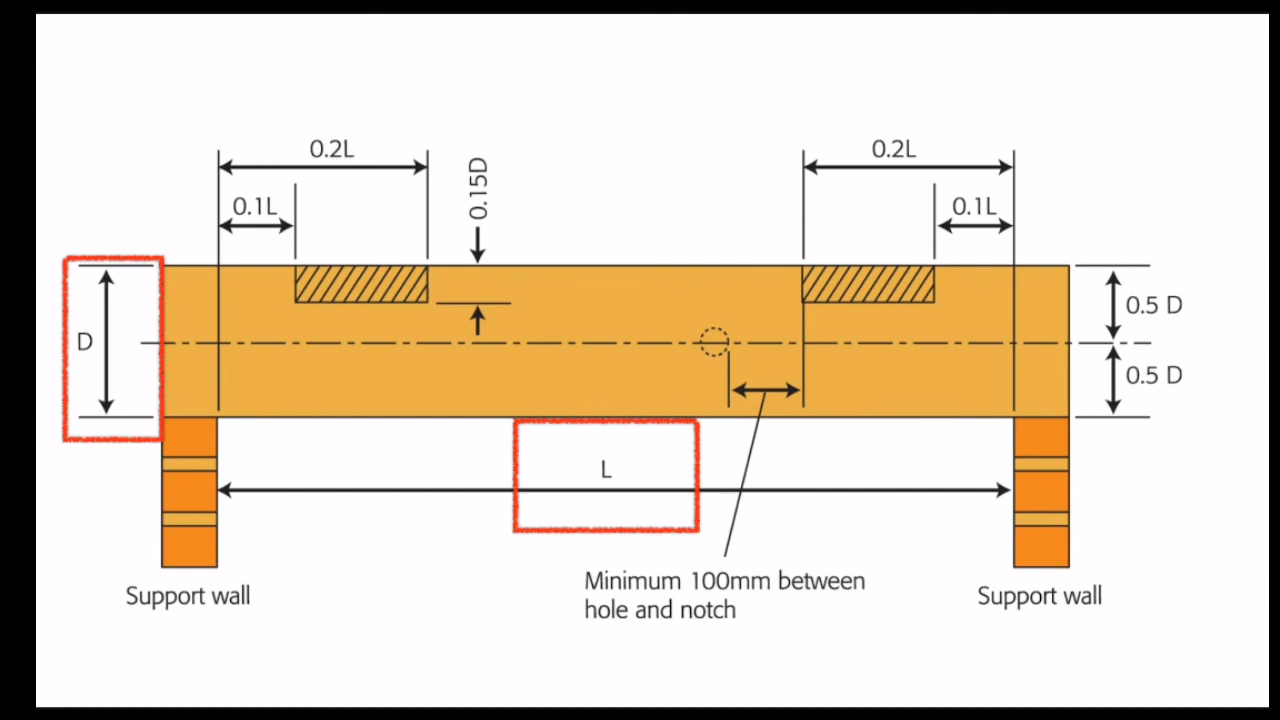 0.2L
0.2L
0.15D
0.1L
0.1L
D
0.5 D
0.5 D
L
Minimum 100mm between
hole and notch
Support wall
Support wall